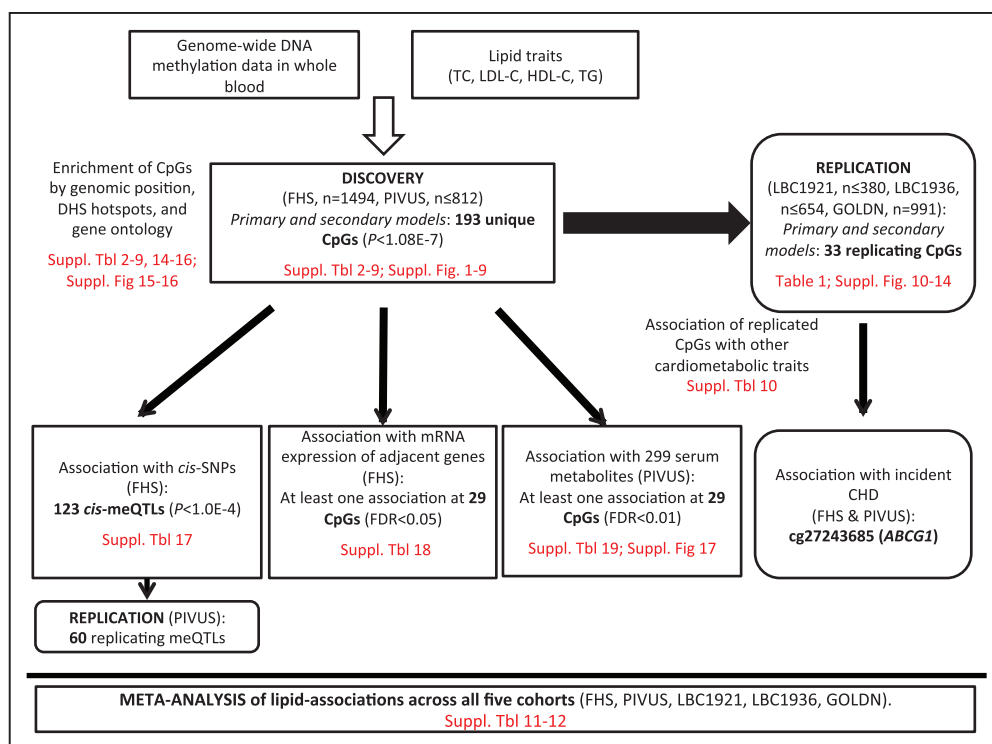 Genome-wide DNA
methylation data in whole
blood
Lipid traits
(TC, LDL-C, HDL-C, TG)
Enrichment of CpGs
by genomic position,
DHS hotspots, and
gene ontology
Suppl. Tbl 2-9, 14-16;
Suppl. Fig 15-16
DISCOVERY
(FHS, n=1494, PIVUS, n≤812)
Primary and secondary models: 193 unique
CpGs (P<1.08E-7)
Suppl. Tbl 2-9; Suppl. Fig. 1-9
REPLICATION
(LBC1921, n≤380, LBC1936,
n≤654, GOLDN, n=991):
Primary and secondary
models: 33 replicating CpGs
Table 1; Suppl. Fig. 10-14
Association of replicated
CpGs with other
cardiometabolic traits
Suppl. Tbl 10
Association with cis-SNPs
(FHS):
123 cis-meQTLs (P<1.0E-4)
Suppl. Tbl 17
Association with mRNA
expression of adjacent genes
(FHS):
At least one association at 29
CpGs (FDR<0.05)
Suppl. Tbl 18
Association with 299 serum
metabolites (PIVUS):
At least one association at 29
CpGs (FDR<0.01)
Suppl. Tbl 19; Suppl. Fig 17
Association with incident
CHD
(FHS & PIVUS):
cg27243685 (ABCG1)
REPLICATION (PIVUS):
60 replicating meQTLs
META-ANALYSIS of lipid-associations across all five cohorts (FHS, PIVUS, LBC1921, LBC1936, GOLDN).
Suppl. Tbl 11-12